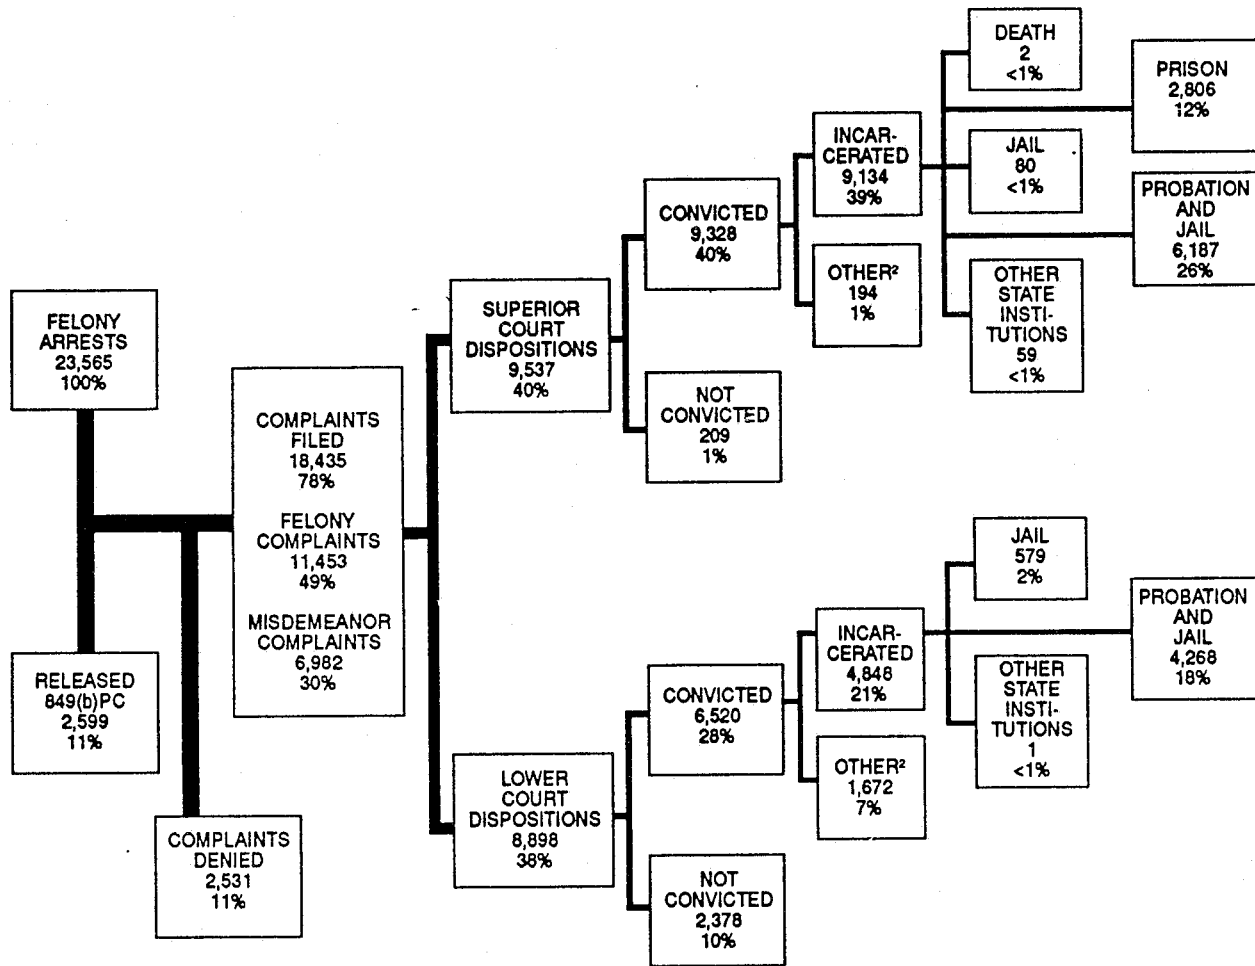 FELONY
ARRESTS
23,565
100%
RELEASED
849(b)PC
2,599
11%
COMPLAINTS
DENIED
2,531
11%
COMPLAINTS
FILED
18,435
78%
FELONY
COMPLAINTS
11,453
49%
MISDEMEANOR
COMPLAINTS
6,982
30%
SUPERIOR
COURT
DISPOSITIONS
9,537
40%
CONVICTED
9,328
40%
NOT
CONVICTED
209
1%
INCAR-
CERATED
9,134
39%
OTHER²
194
1%
DEATH
2
<1%
PRISON
2,806
12%
JAIL
80
<1%
PROBATION
AND
JAIL
6,187
26%
OTHER
STATE
INSTI-
TUTIONS
59
<1%
LOWER
COURT
DISPOSITIONS
8,898
38%
CONVICTED
6,520
28%
NOT
CONVICTED
2,378
10%
INCAR-
CERATED
4,848
21%
OTHER²
1,672
7%
JAIL
579
2%
PROBATION
AND
JAIL
4,268
18%
OTHER
STATE
INSTI-
TUTIONS
1
<1%